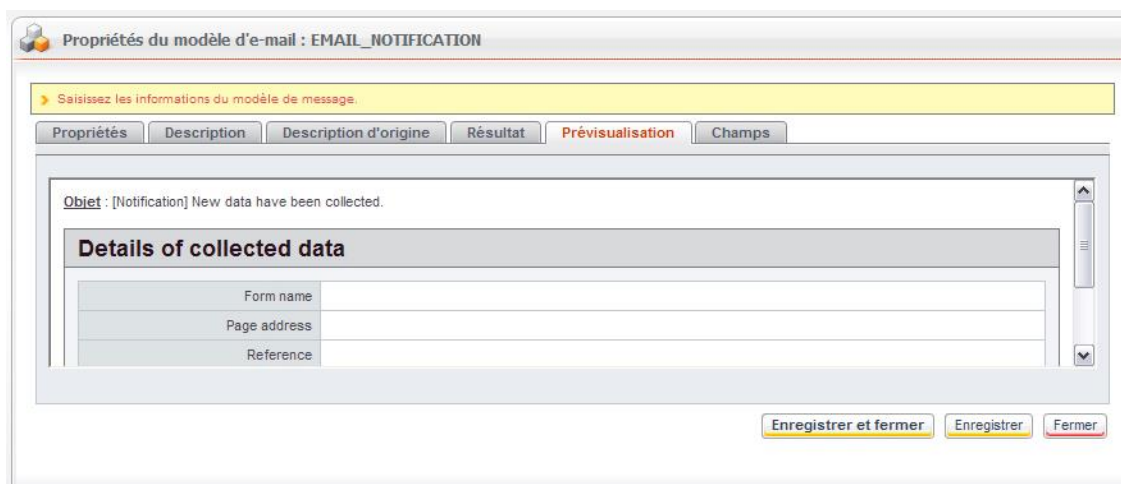 Propriétés du modèle d'e-mail : EMAIL_NOTIFICATION
Saisissez les informations du modèle de message.
Propriétés Description Description d'origine Résultat Prévisualisation Champs
Objet : [Notification] New data have been collected.
Details of collected data
Form name
Page address
Reference
Enregistrer et fermer Enregistrer Fermer